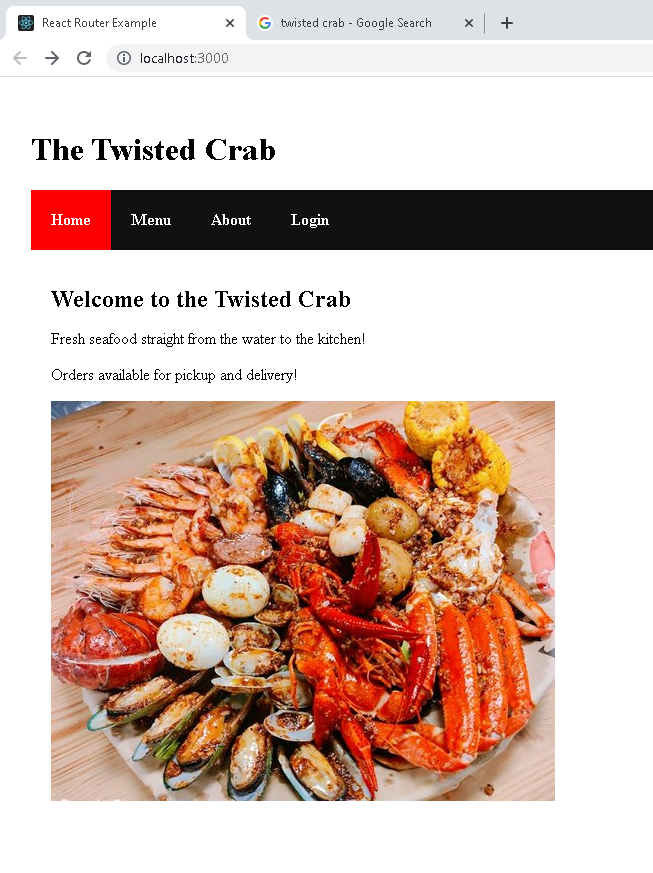 React Router Example
twisted crab - Google Search
localhost:3000
The Twisted Crab
Home Menu About Login
Welcome to the Twisted Crab
Fresh seafood straight from the water to the kitchen!
Orders available for pickup and delivery!